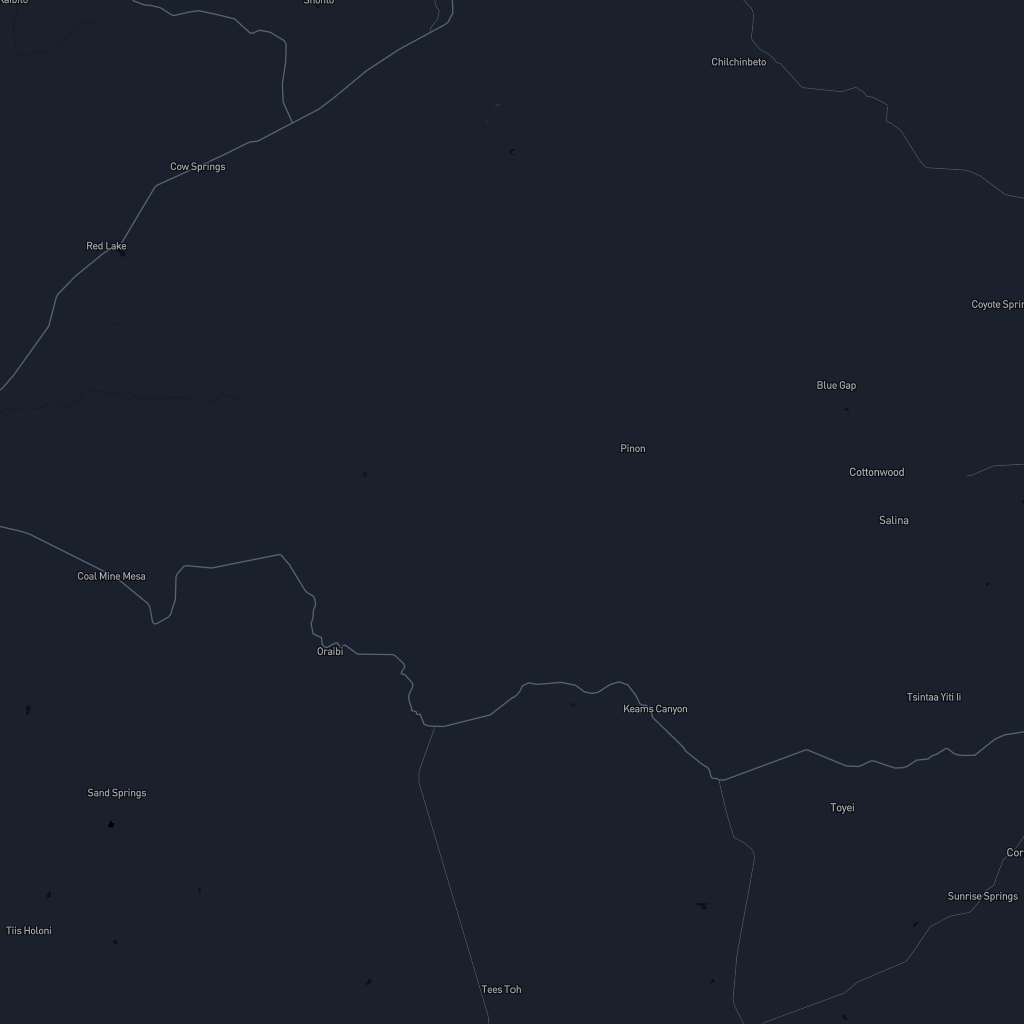 Shonto
Chilchinbeto
Cow Springs
Red Lake
Blue Gap
Pinon
Cottonwood
Salina
Coal Mine Mesa
Oraibi
Tsintaa Yiti Ii
Keams Canyon
Sand Springs
Toyei
Sunrise Springs
Tiis Holoni
Tees Toh